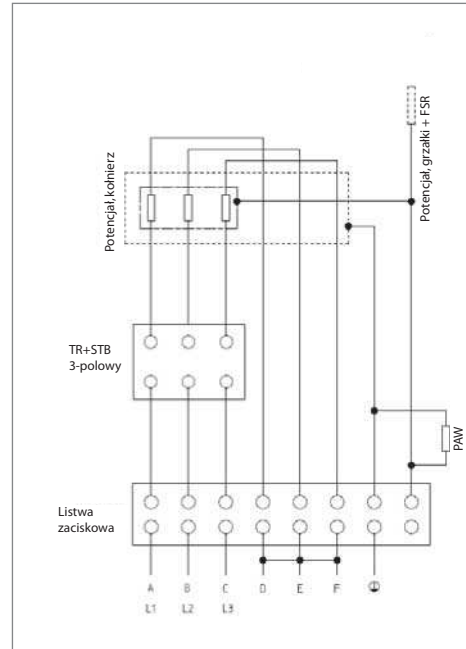 Potencjał, grzałki + FSR
Potencjał, kołnierz
TR+STB
3-polowy
PAW
Listwa
zaciskowa
A B C D E F
L1 L2 L3